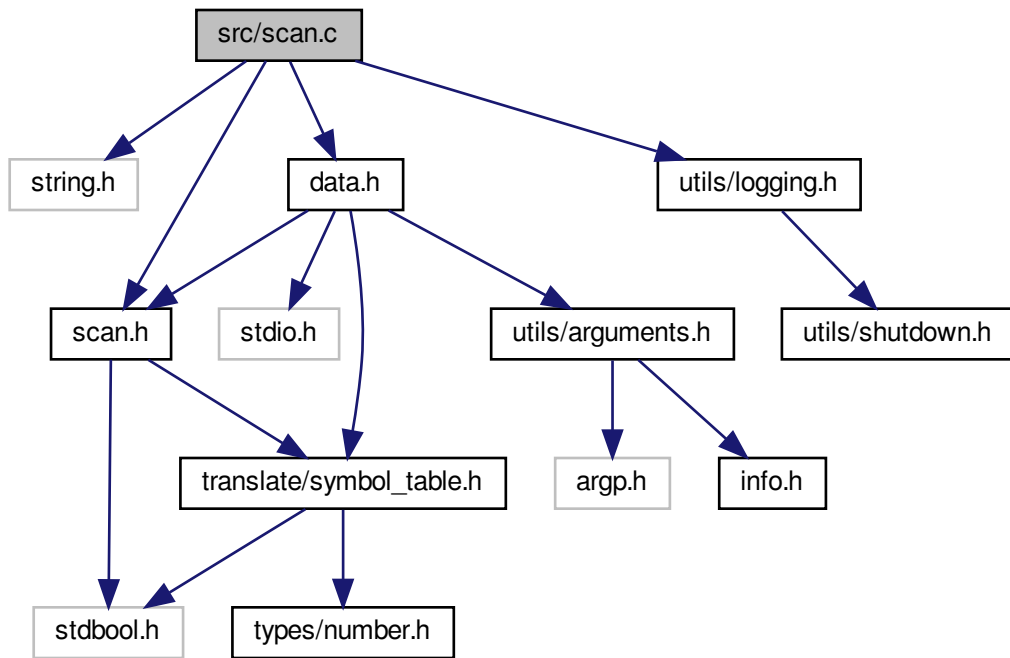 src/scan.c
string.h
data.h
utils/logging.h
scan.h
stdio.h
utils/arguments.h
utils/shutdown.h
translate/symbol_table.h
argp.h
info.h
stdbool.h
types/number.h